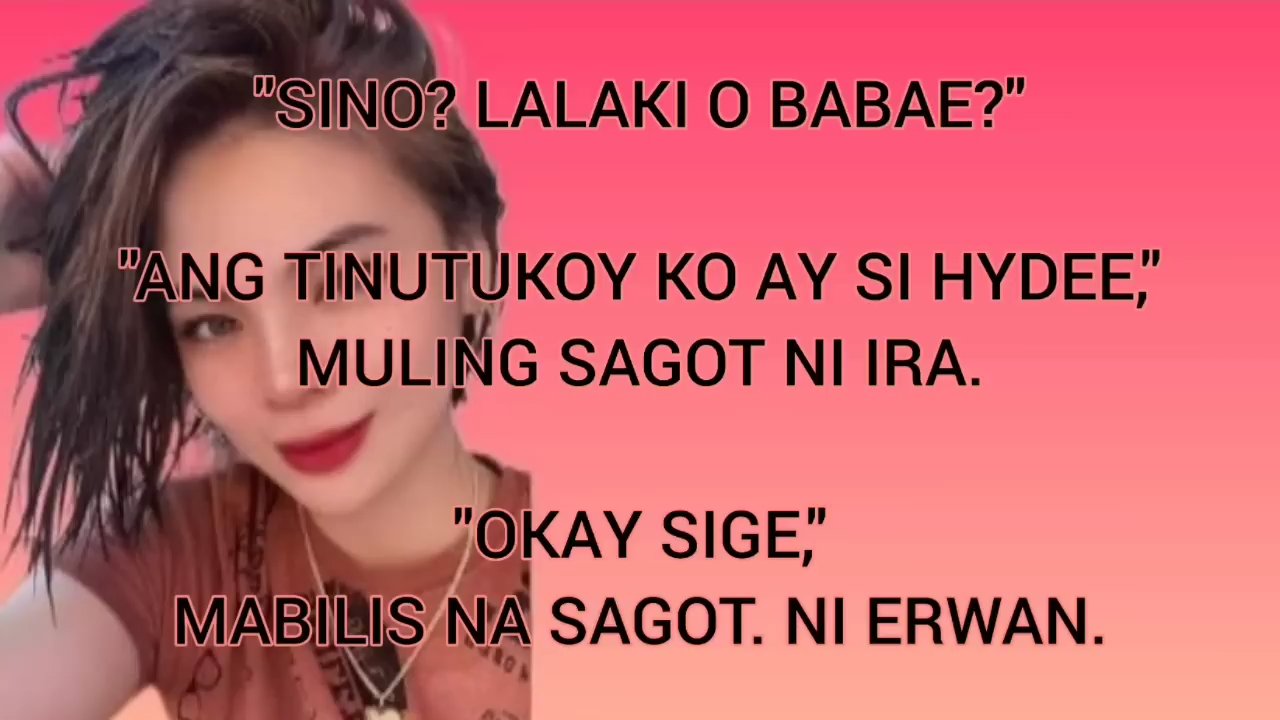 "SINO? LALAKI O BABAE?"
"ANG TINUTUKOY KO AY SI HYDEE,"
MULING SAGOT NI IRA.
"OKAY SIGE,"
MABILIS NA SAGOT. NI ERWAN.